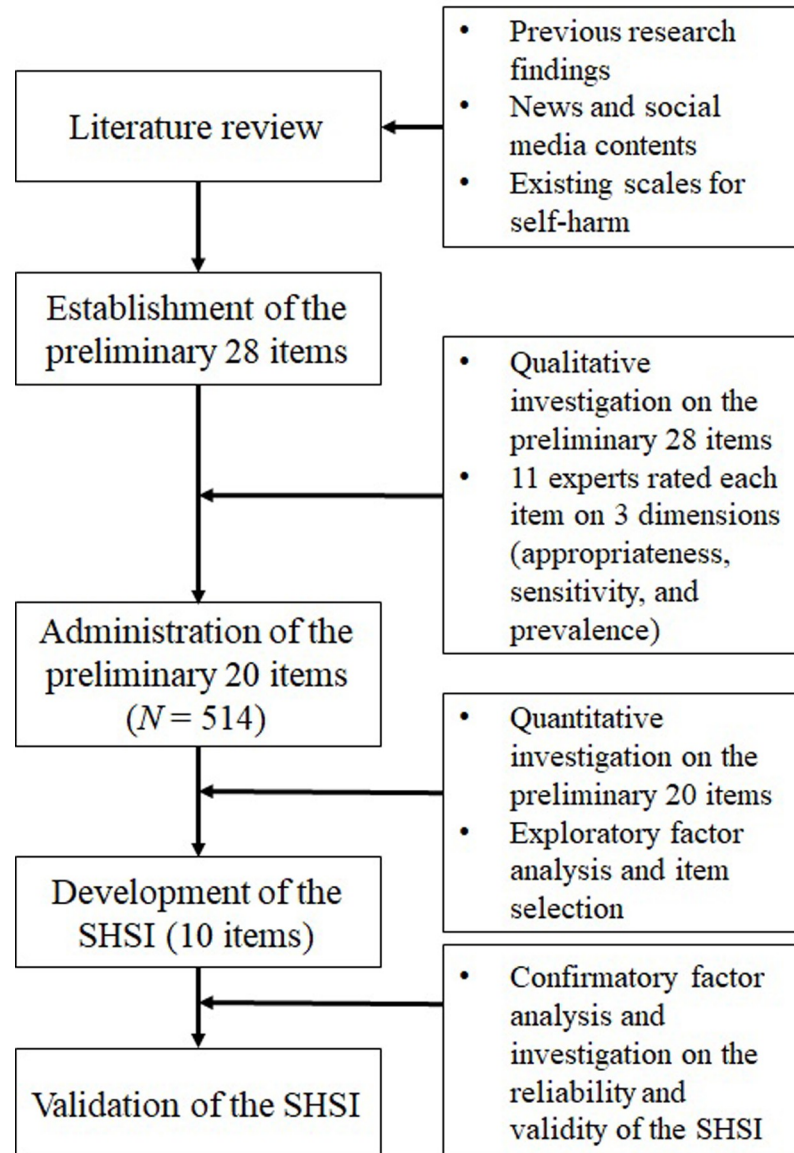 Literature review
• Previous research
findings
• News and social
media contents
• Existing scales for
self-harm
Establishment of the
preliminary 28 items
• Qualitative
investigation on the
preliminary 28 items
• 11 experts rated each
item on 3 dimensions
(appropriateness,
sensitivity, and
prevalence)
Administration of the
preliminary 20 items
(N = 514)
• Quantitative
investigation on the
preliminary 20 items
• Exploratory factor
analysis and item
selection
Development of the
SHSI (10 items)
• Confirmatory factor
analysis and
investigation on the
reliability and
validity of the SHSI
Validation of the SHSI